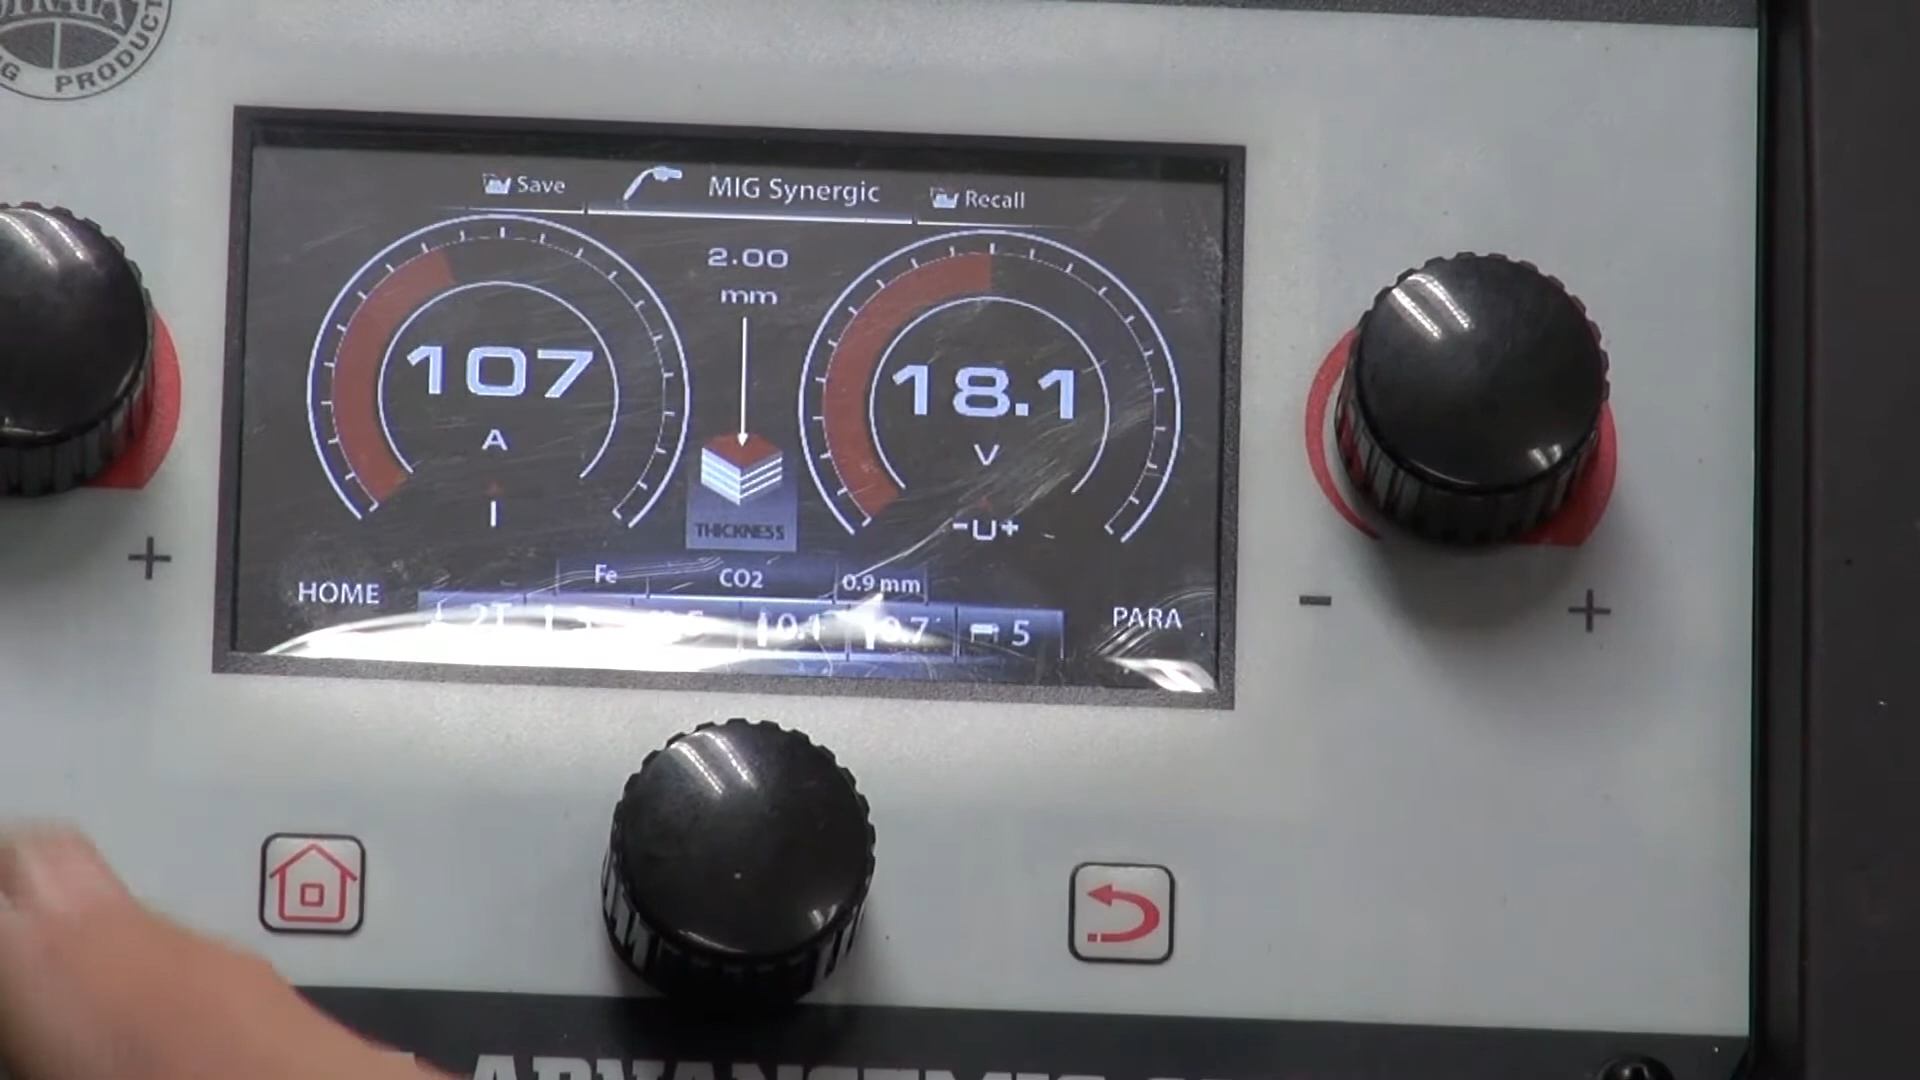 PRODUCT
Save
MIG Synergic
Recall
2.00
mm
107
A
I
18.1
V
-U+
THICKNESS
Fe
CO2
0.9 mm
HOME
2T
5
PARA
+
-
+